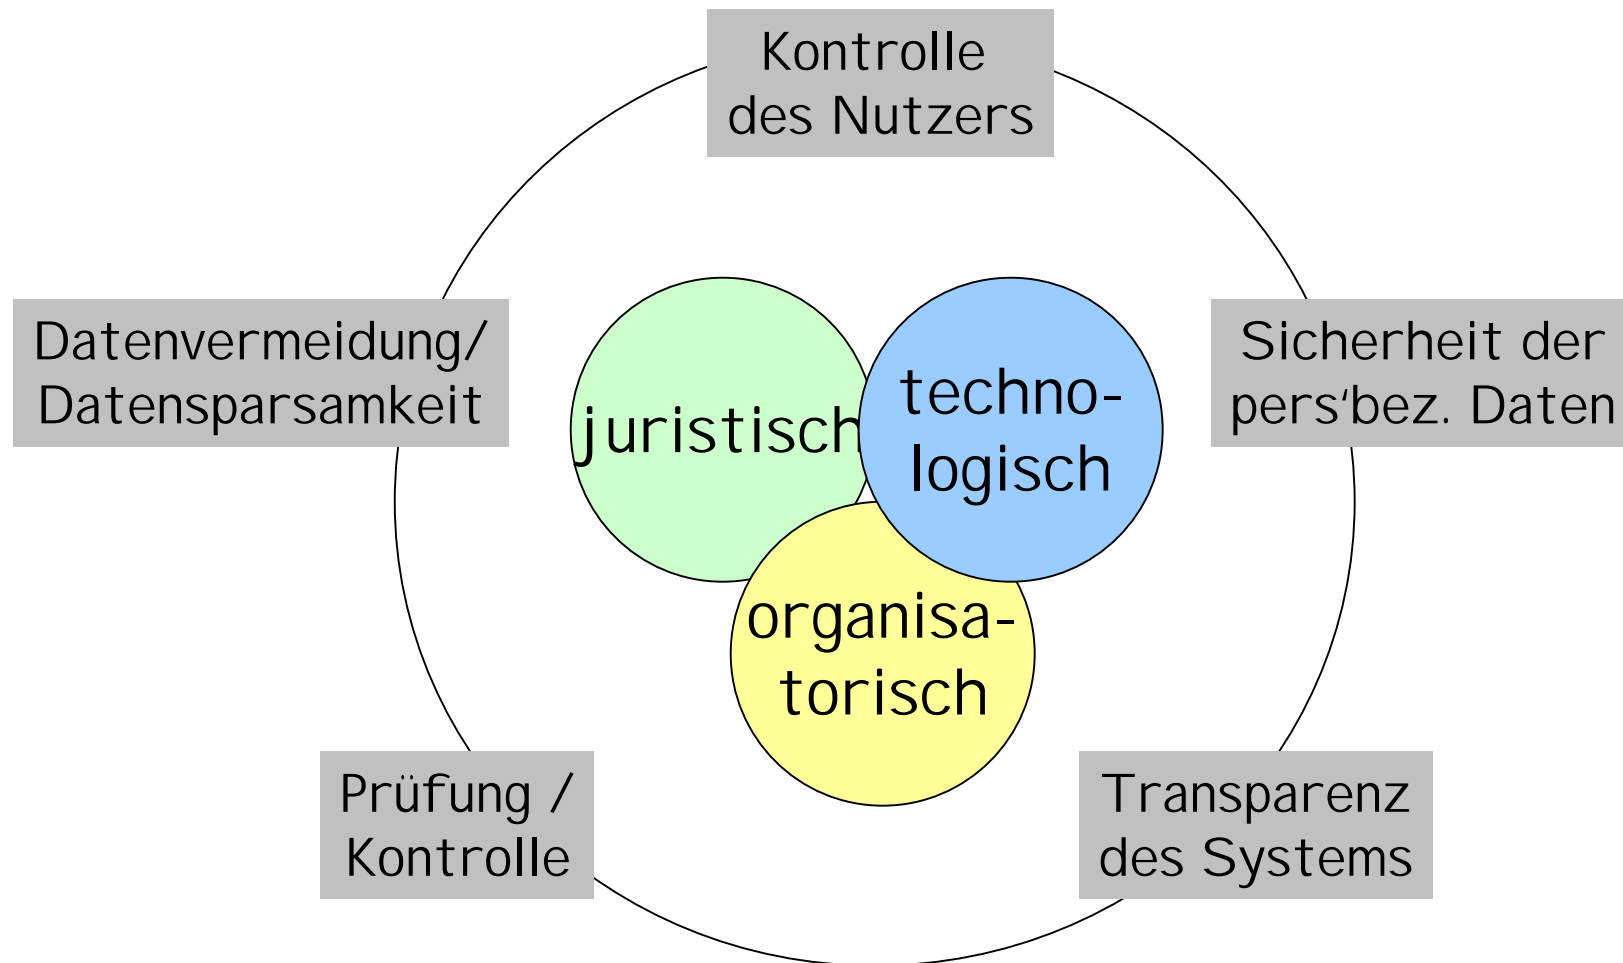 Kontrolle
des Nutzers
Datenvermeidung/
Datensparsamkeit
Sicherheit der
pers‘bez. Daten
juristisch
techno-
logisch
organisa-
torisch
Prüfung /
Kontrolle
Transparenz
des Systems